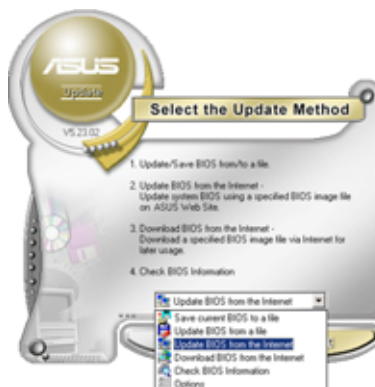 ASUS
Update
V5.23.02
Select the Update Method
1. Update/Save BIOS from/to a file.
2. Update BIOS from the Internet -
Update system BIOS using a specified BIOS image file
on ASUS Web Site.
3. Download BIOS from the Internet -
Download a specified BIOS image file via Internet for
later usage.
4. Check BIOS Information
Update BIOS from the Internet
Save current BIOS to a file
Update BIOS from a file
Update BIOS from the Internet
Download BIOS from the Internet
Check BIOS Information
Options